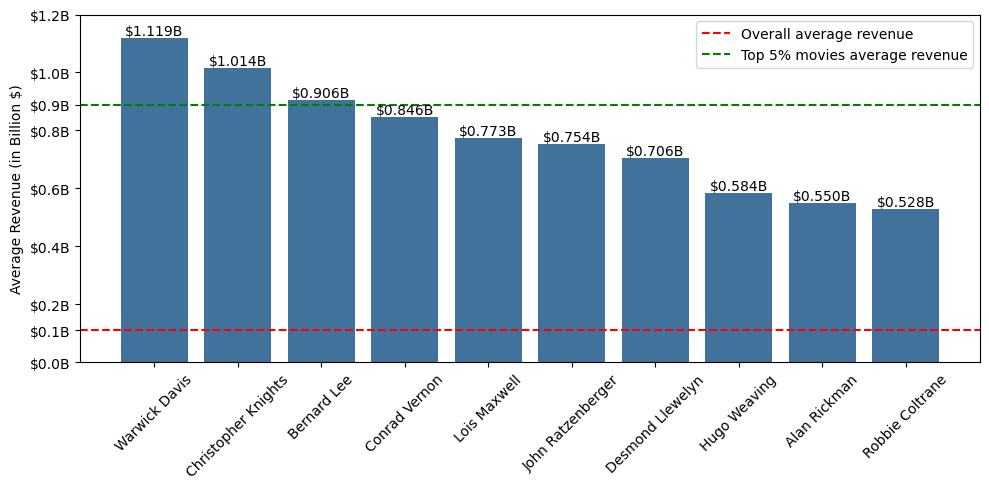 Average Revenue (in Billion $)
$1.2B
$1.0B
$0.9B
$0.8B
$0.6B
$0.4B
$0.2B
$0.1B
$0.0B
Overall average revenue
Top 5% movies average revenue
$1.119B
$1.014B
$0.906B
$0.846B
$0.773B
$0.754B
$0.706B
$0.584B
$0.550B
$0.528B
Warwick Davis
Christopher Knights
Bernard Lee
Conrad Vernon
Lois Maxwell
John Ratzenberger
Desmond Llewelyn
Hugo Weaving
Alan Rickman
Robbie Coltrane